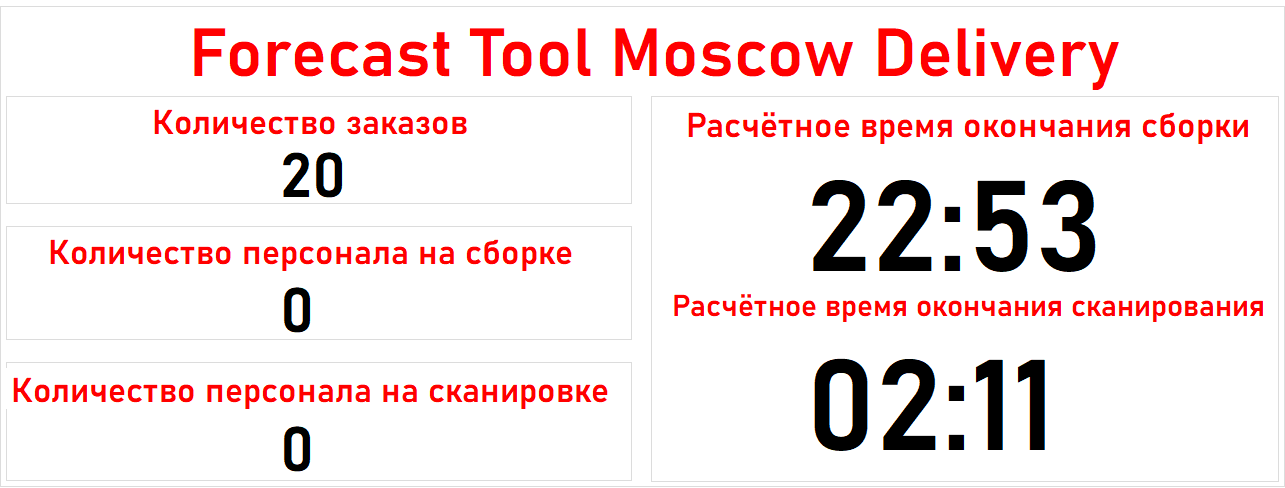 Forecast Tool Moscow Delivery
Количество заказов
20
Количество персонала на сборке
0
Количество персонала на сканировке
0
Расчётное время окончания сборки
22:53
Расчётное время окончания сканирования
02:11